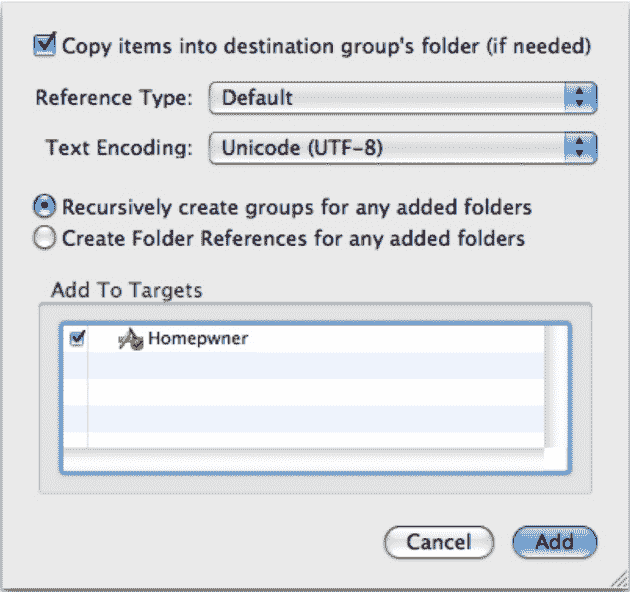 Copy items into destination group's folder (if needed)
Reference Type: Default
Text Encoding: Unicode (UTF-8)
Recursively create groups for any added folders
Create Folder References for any added folders
Add To Targets
Homepwner
Cancel Add